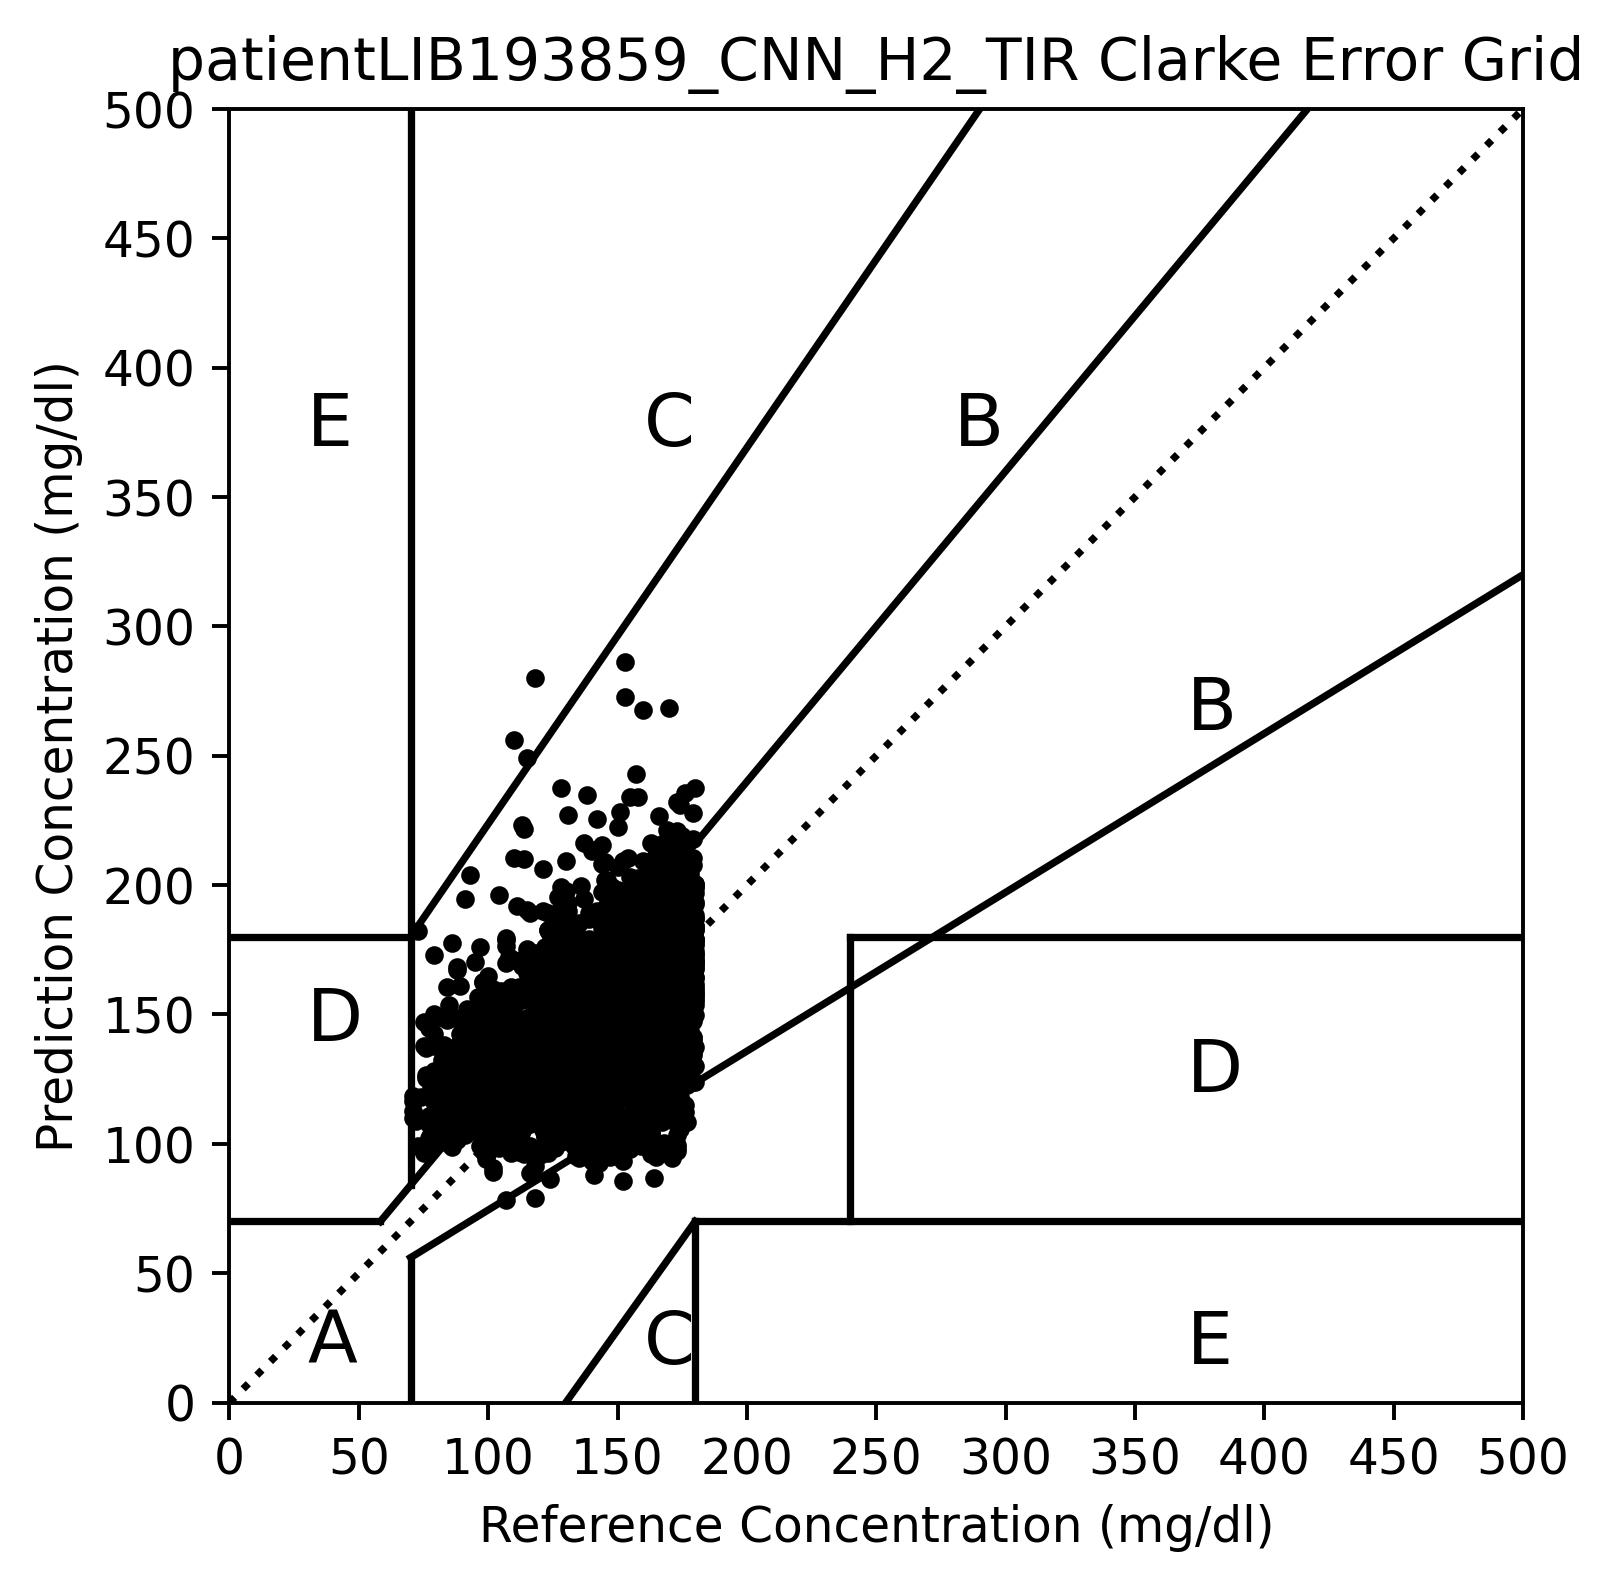 patientLIB193859_CNN_H2_TIR Clarke Error Grid
Prediction Concentration (mg/dl)
500
450
400
350
300
250
200
150
100
50
0
E
C
B
B
D
D
A
C
E
0 50 100 150 200 250 300 350 400 450 500
Reference Concentration (mg/dl)